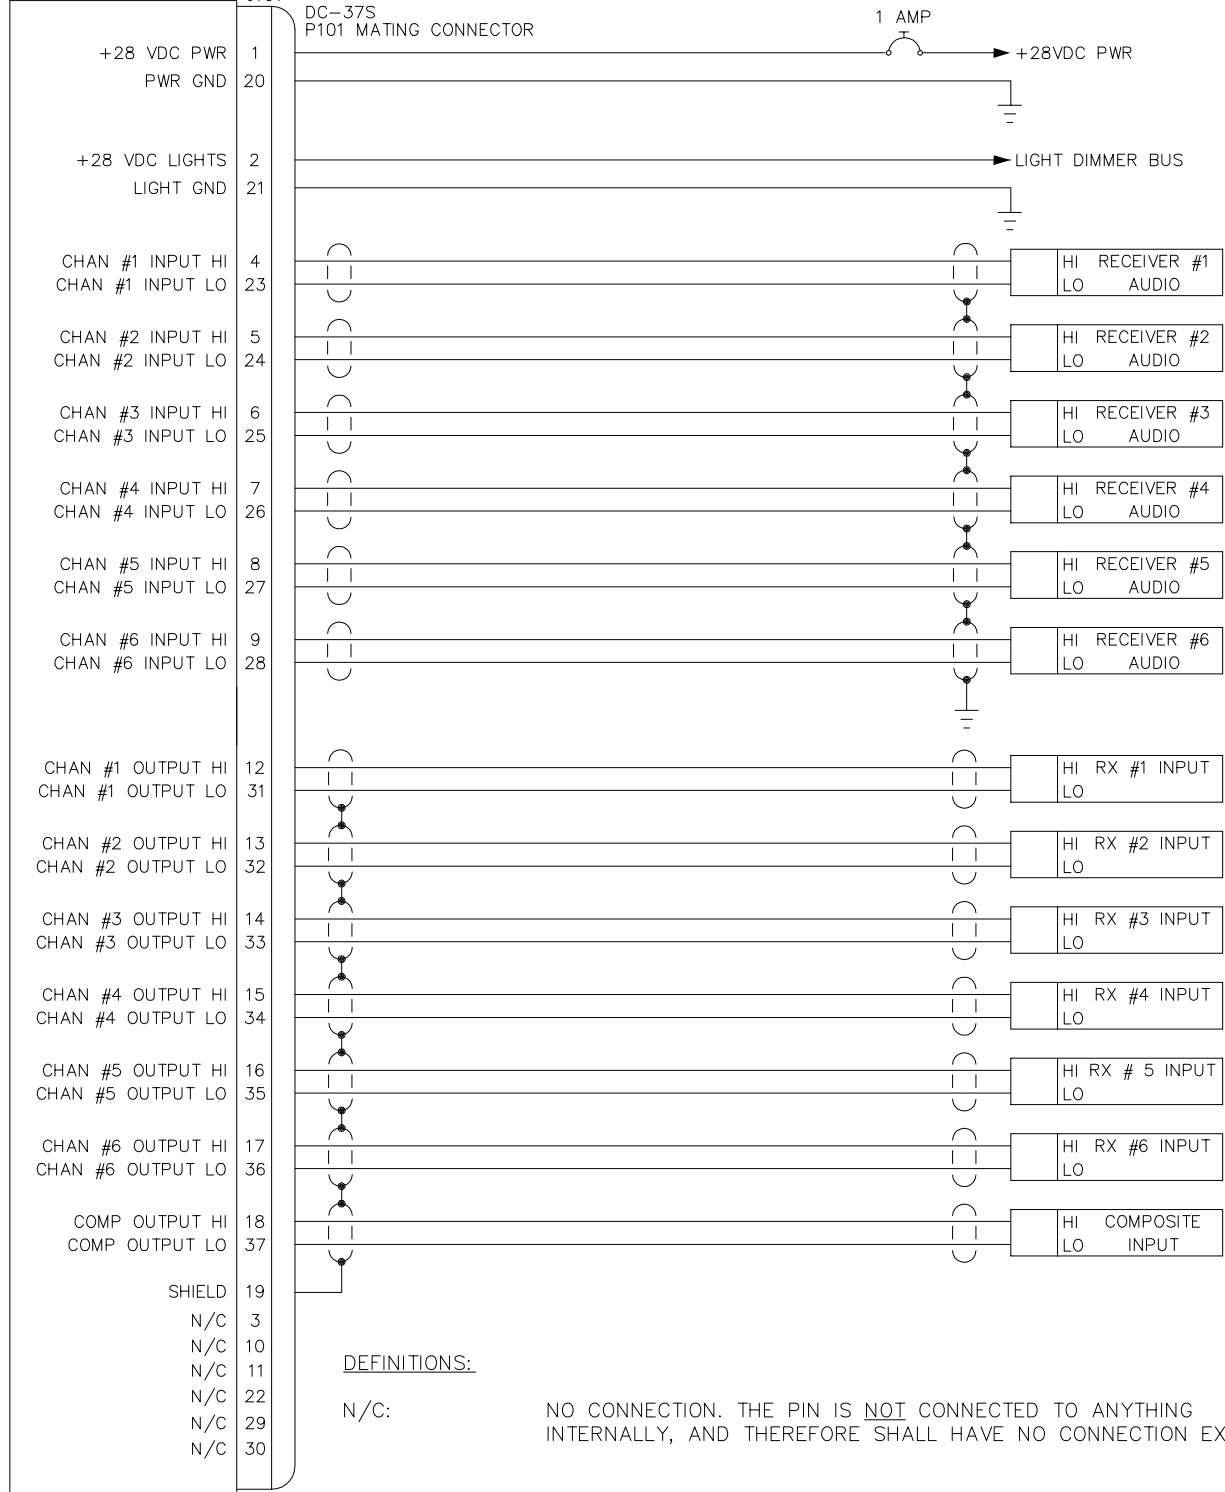 DC-37S
P101 MATING CONNECTOR
1 AMP
+28 VDC PWR 1 +28VDC PWR
PWR GND 20
+28 VDC LIGHTS 2 LIGHT DIMMER BUS
LIGHT GND 21
CHAN #1 INPUT HI 4 HI RECEIVER #1
CHAN #1 INPUT LO 23 LO AUDIO
CHAN #2 INPUT HI 5 HI RECEIVER #2
CHAN #2 INPUT LO 24 LO AUDIO
CHAN #3 INPUT HI 6 HI RECEIVER #3
CHAN #3 INPUT LO 25 LO AUDIO
CHAN #4 INPUT HI 7 HI RECEIVER #4
CHAN #4 INPUT LO 26 LO AUDIO
CHAN #5 INPUT HI 8 HI RECEIVER #5
CHAN #5 INPUT LO 27 LO AUDIO
CHAN #6 INPUT HI 9 HI RECEIVER #6
CHAN #6 INPUT LO 28 LO AUDIO
CHAN #1 OUTPUT HI 12 HI RX #1 INPUT
CHAN #1 OUTPUT LO 31 LO
CHAN #2 OUTPUT HI 13 HI RX #2 INPUT
CHAN #2 OUTPUT LO 32 LO
CHAN #3 OUTPUT HI 14 HI RX #3 INPUT
CHAN #3 OUTPUT LO 33 LO
CHAN #4 OUTPUT HI 15 HI RX #4 INPUT
CHAN #4 OUTPUT LO 34 LO
CHAN #5 OUTPUT HI 16 HI RX # 5 INPUT
CHAN #5 OUTPUT LO 35 LO
CHAN #6 OUTPUT HI 17 HI RX #6 INPUT
CHAN #6 OUTPUT LO 36 LO
COMP OUTPUT HI 18 HI COMPOSITE
COMP OUTPUT LO 37 LO INPUT
SHIELD 19
N/C 3
N/C 10
N/C 11
N/C 22
N/C 29
N/C 30
DEFINITIONS:
N/C: NO CONNECTION. THE PIN IS NOT CONNECTED TO ANYTHING
INTERNALLY, AND THEREFORE SHALL HAVE NO CONNECTION EX